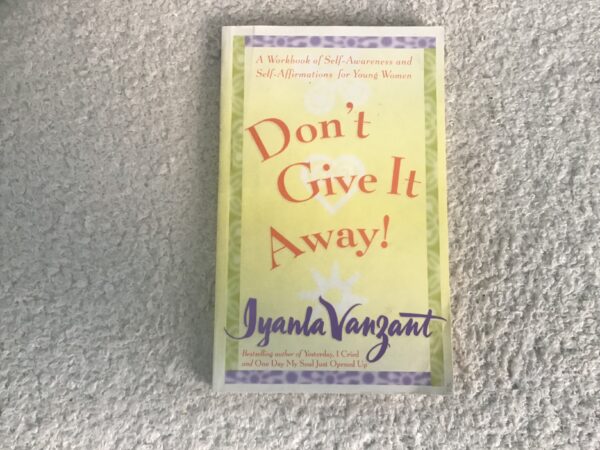 A Workbook of Self-Awareness and
Self-Affirmations for Young Women
Don't
Give It
Away!
Iyanla Vanzant
Bestselling author of Yesterday, I Cried
and One Day My Soul Just Opened Up